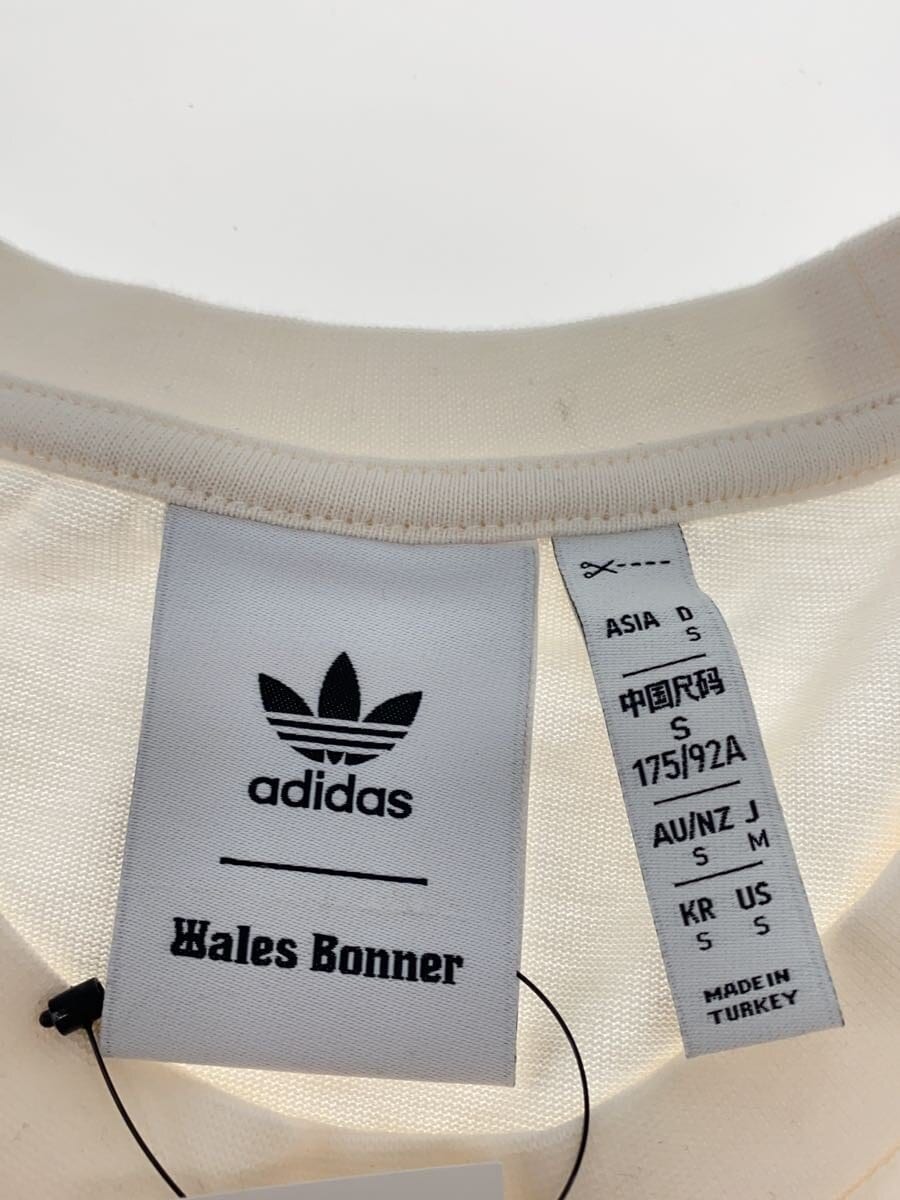 adidas
Wales Bonner
ASIA D
S
中国尺码
S
175/92A
AU/NZ J
S M
KR US
S S
MADE IN
TURKEY